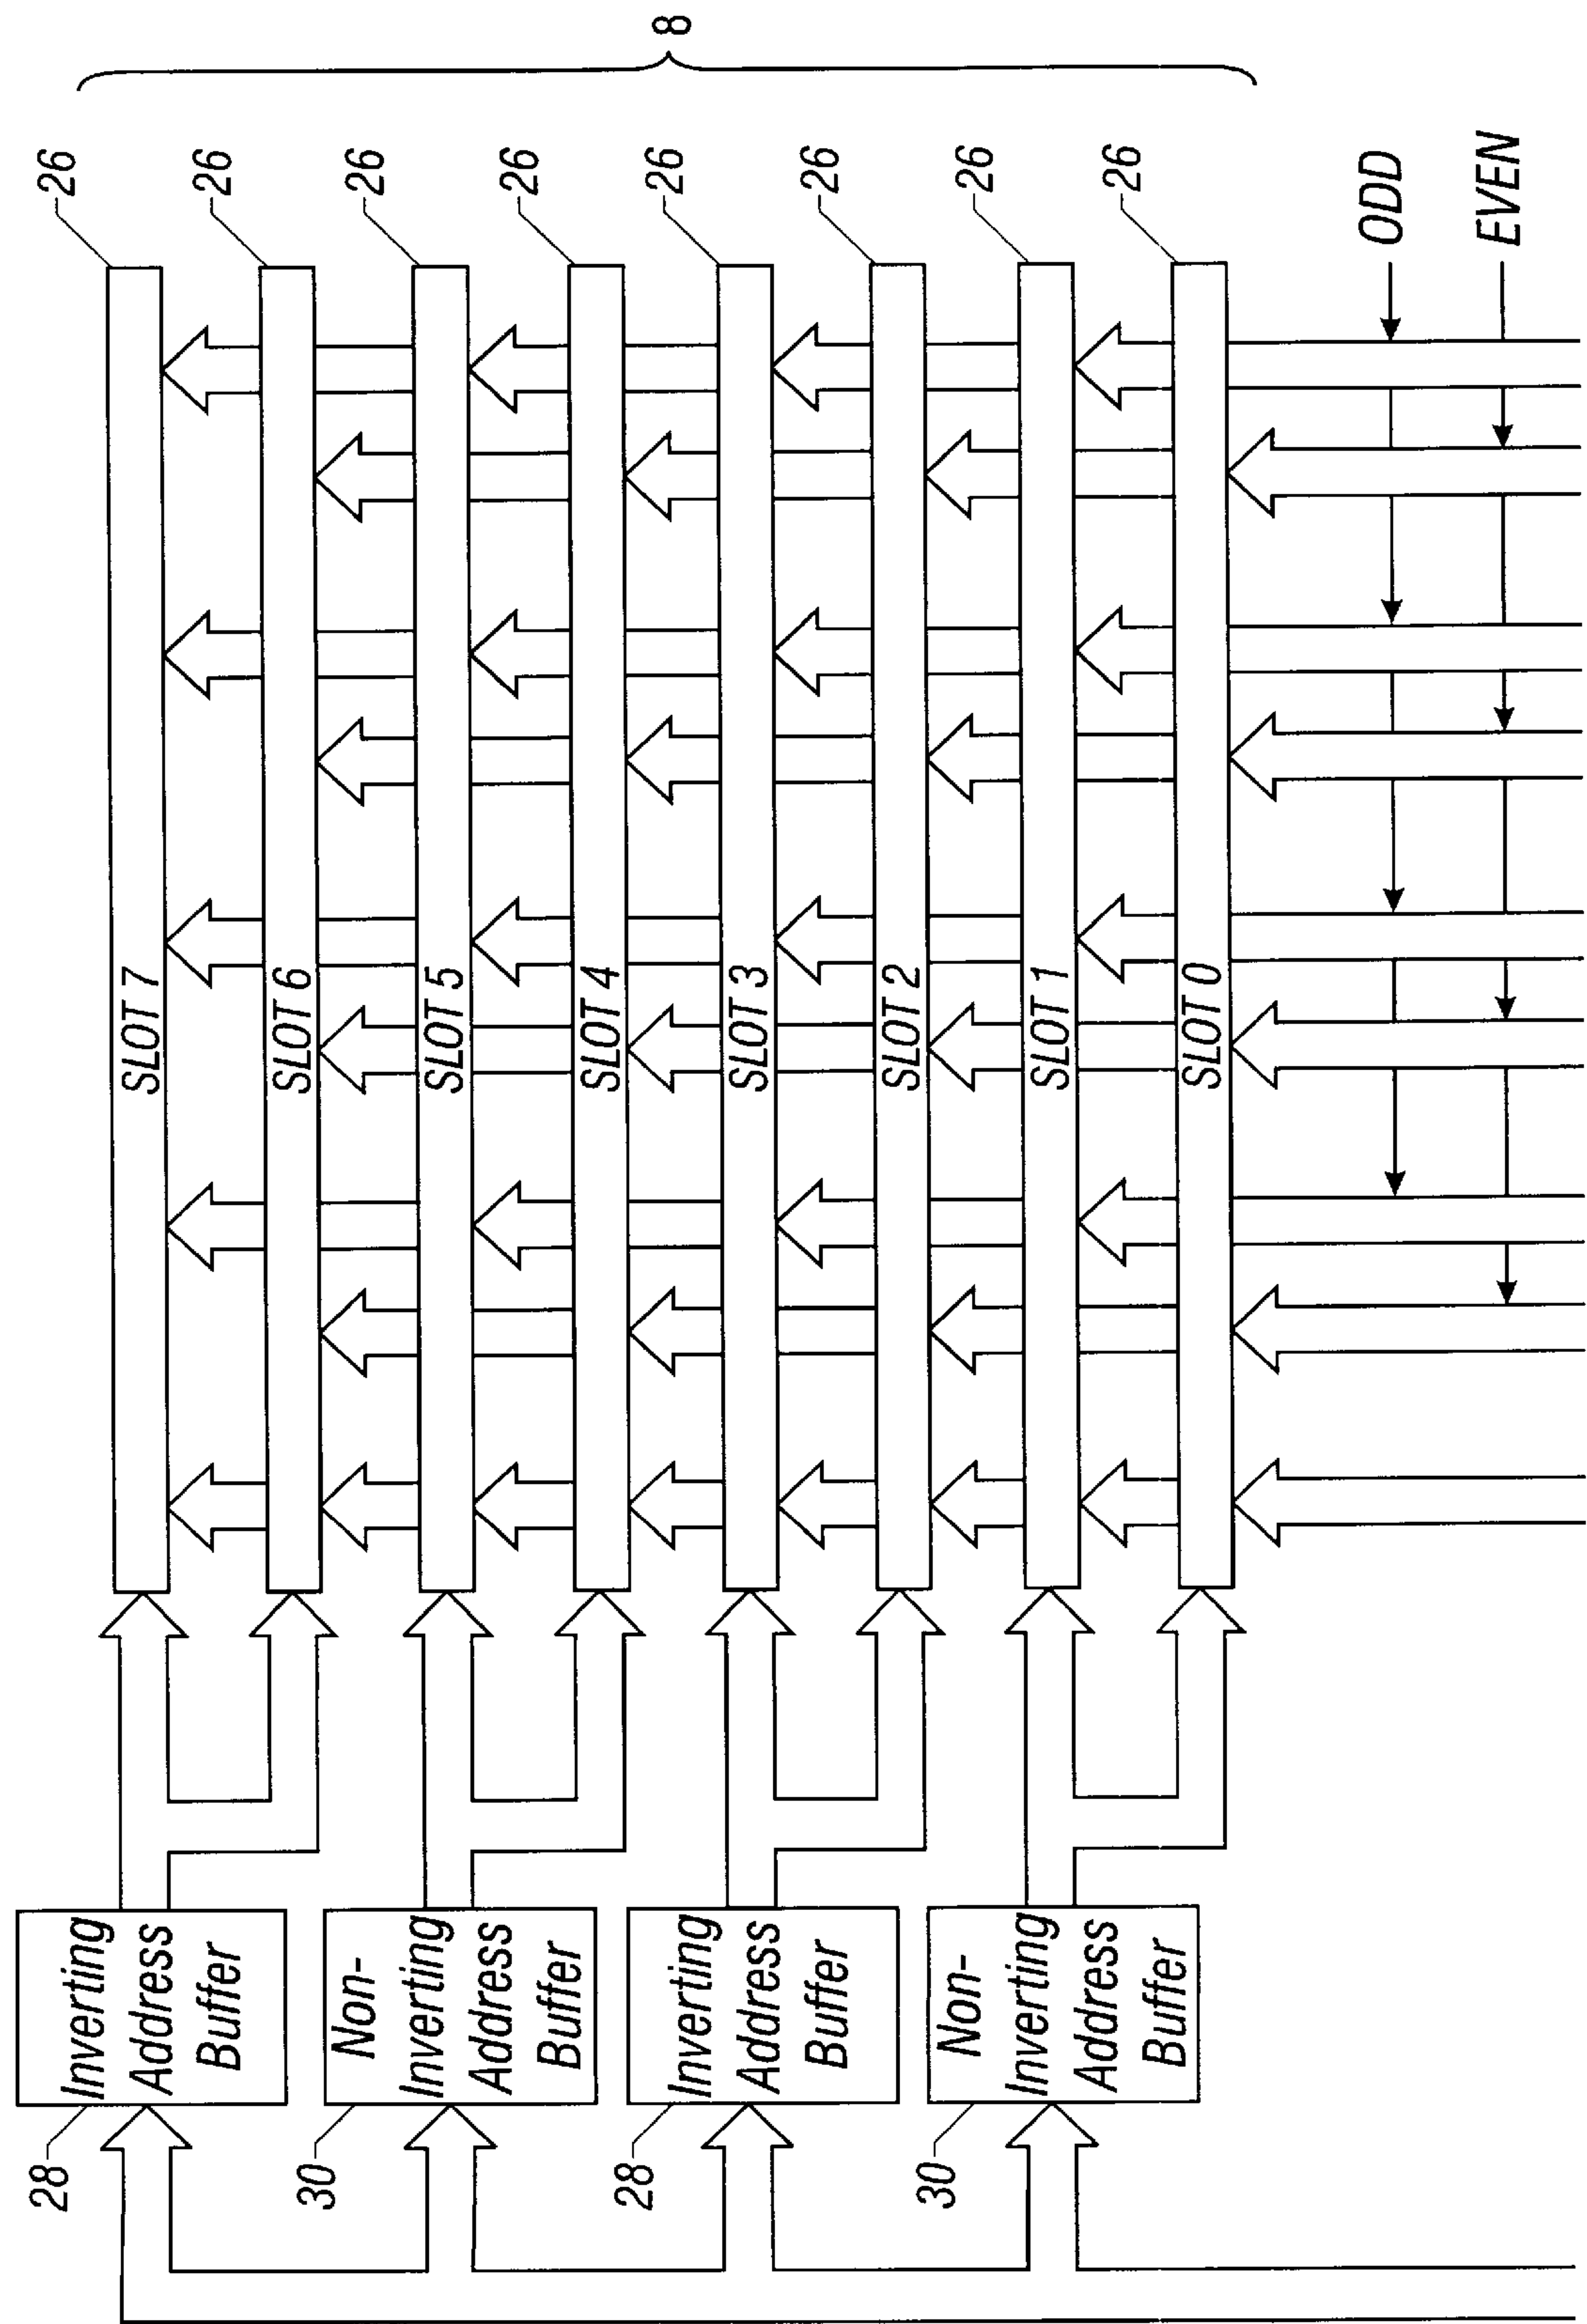 8
26
26
26
26
26
26
26
26
ODD
EVEN
SLOT 7
SLOT 6
SLOT 5
SLOT 4
SLOT 3
SLOT 2
SLOT 1
SLOT 0
Inverting
Address
Buffer
Non-
Inverting
Address
Buffer
Inverting
Address
Buffer
Non-
Inverting
Address
Buffer
28
30
28
30